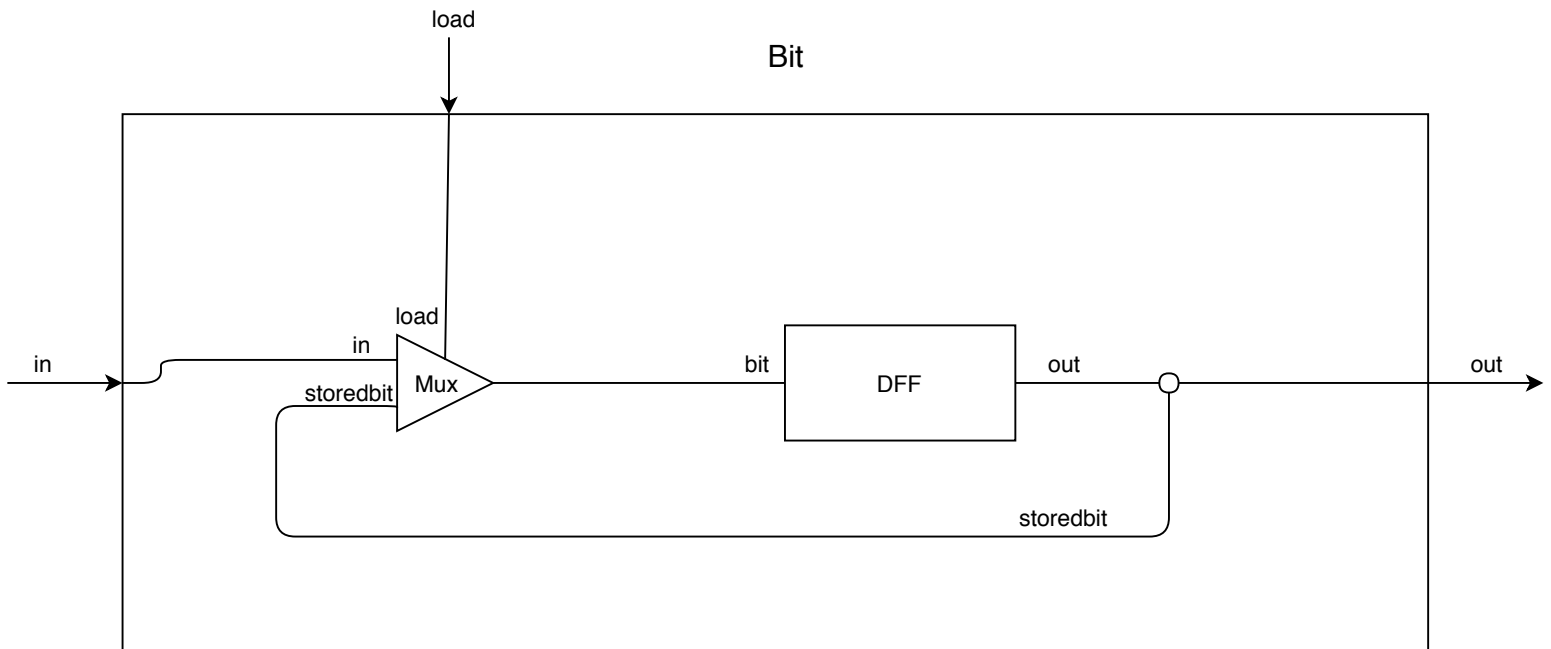 load
Bit
load
in
in
storedbit
Mux
bit
DFF
out
out
storedbit